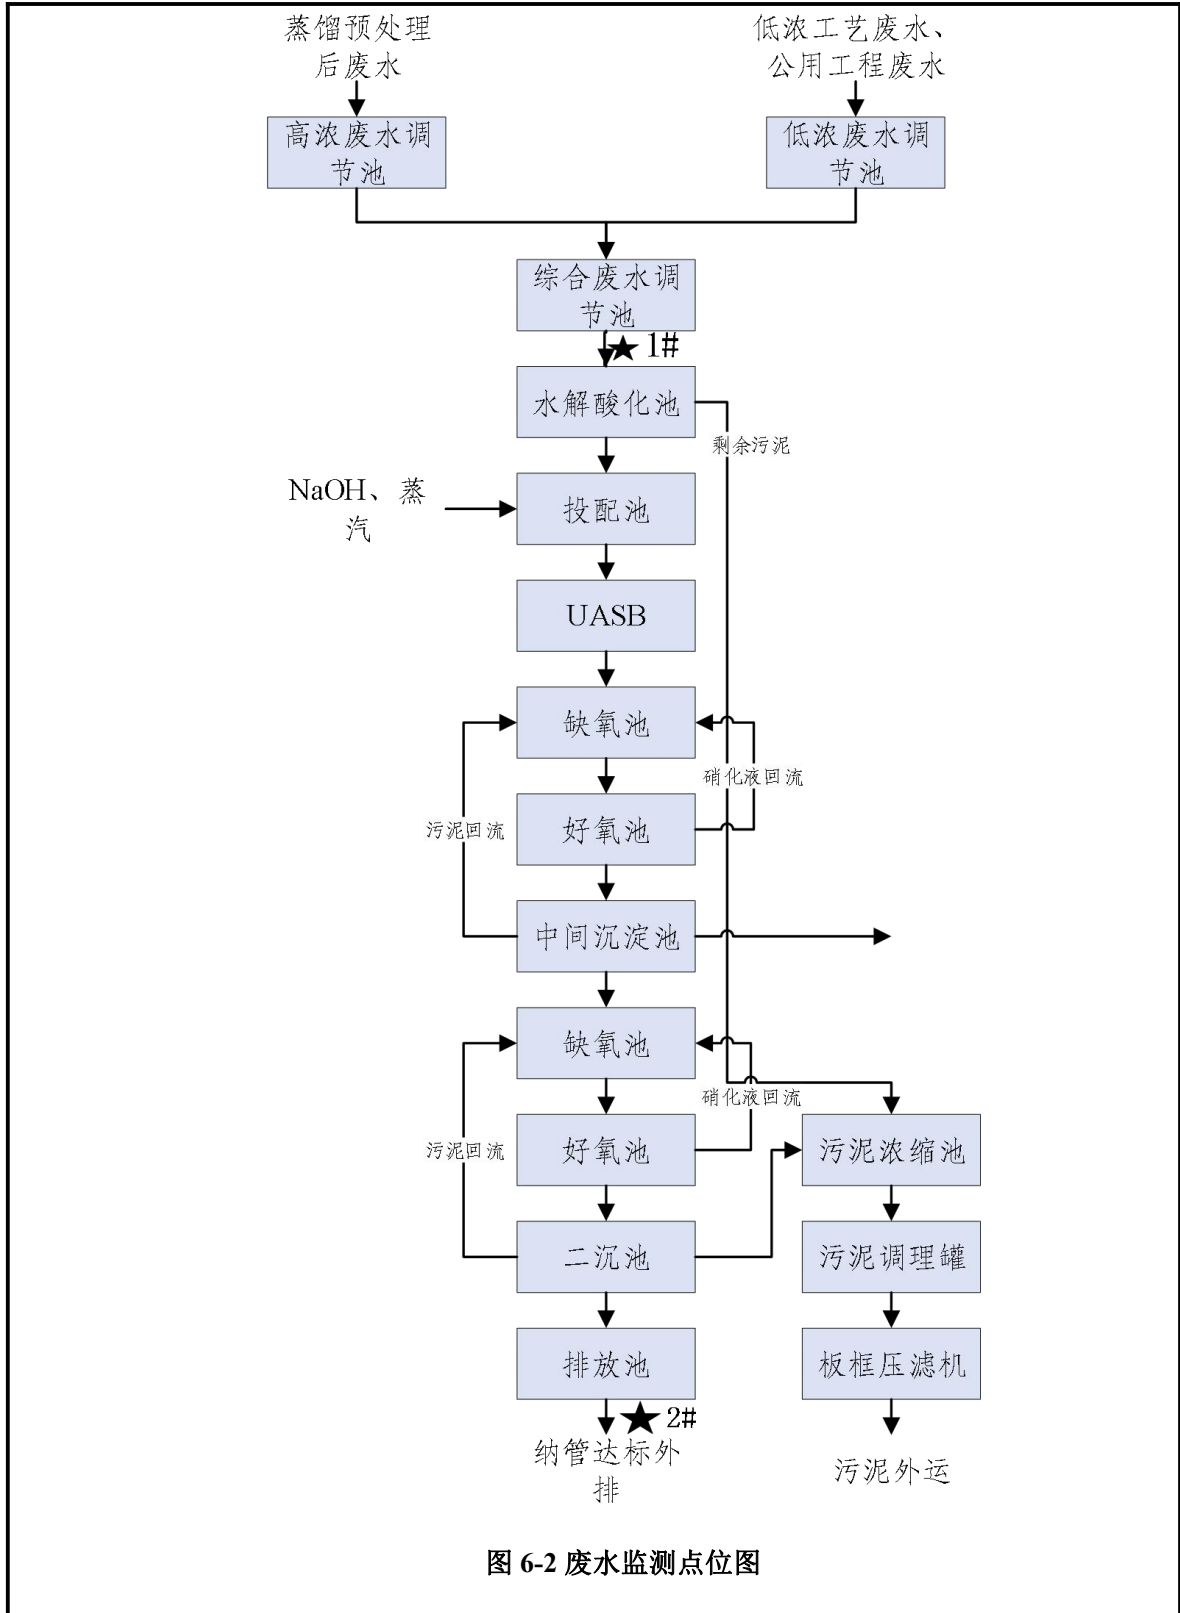 蒸馏预处理
后废水
低浓工艺废水、
公用工程废水
高浓废水调
节池
低浓废水调
节池
综合废水调
节池
★ 1#
水解酸化池
剩余污泥
NaOH、蒸
汽
投配池
UASB
缺氧池
硝化液回流
好氧池
污泥回流
中间沉淀池
缺氧池
硝化液回流
好氧池
污泥回流
污泥浓缩池
二沉池
污泥调理罐
排放池
板框压滤机
★ 2#
纳管达标外
排
污泥外运
图 6-2 废水监测点位图